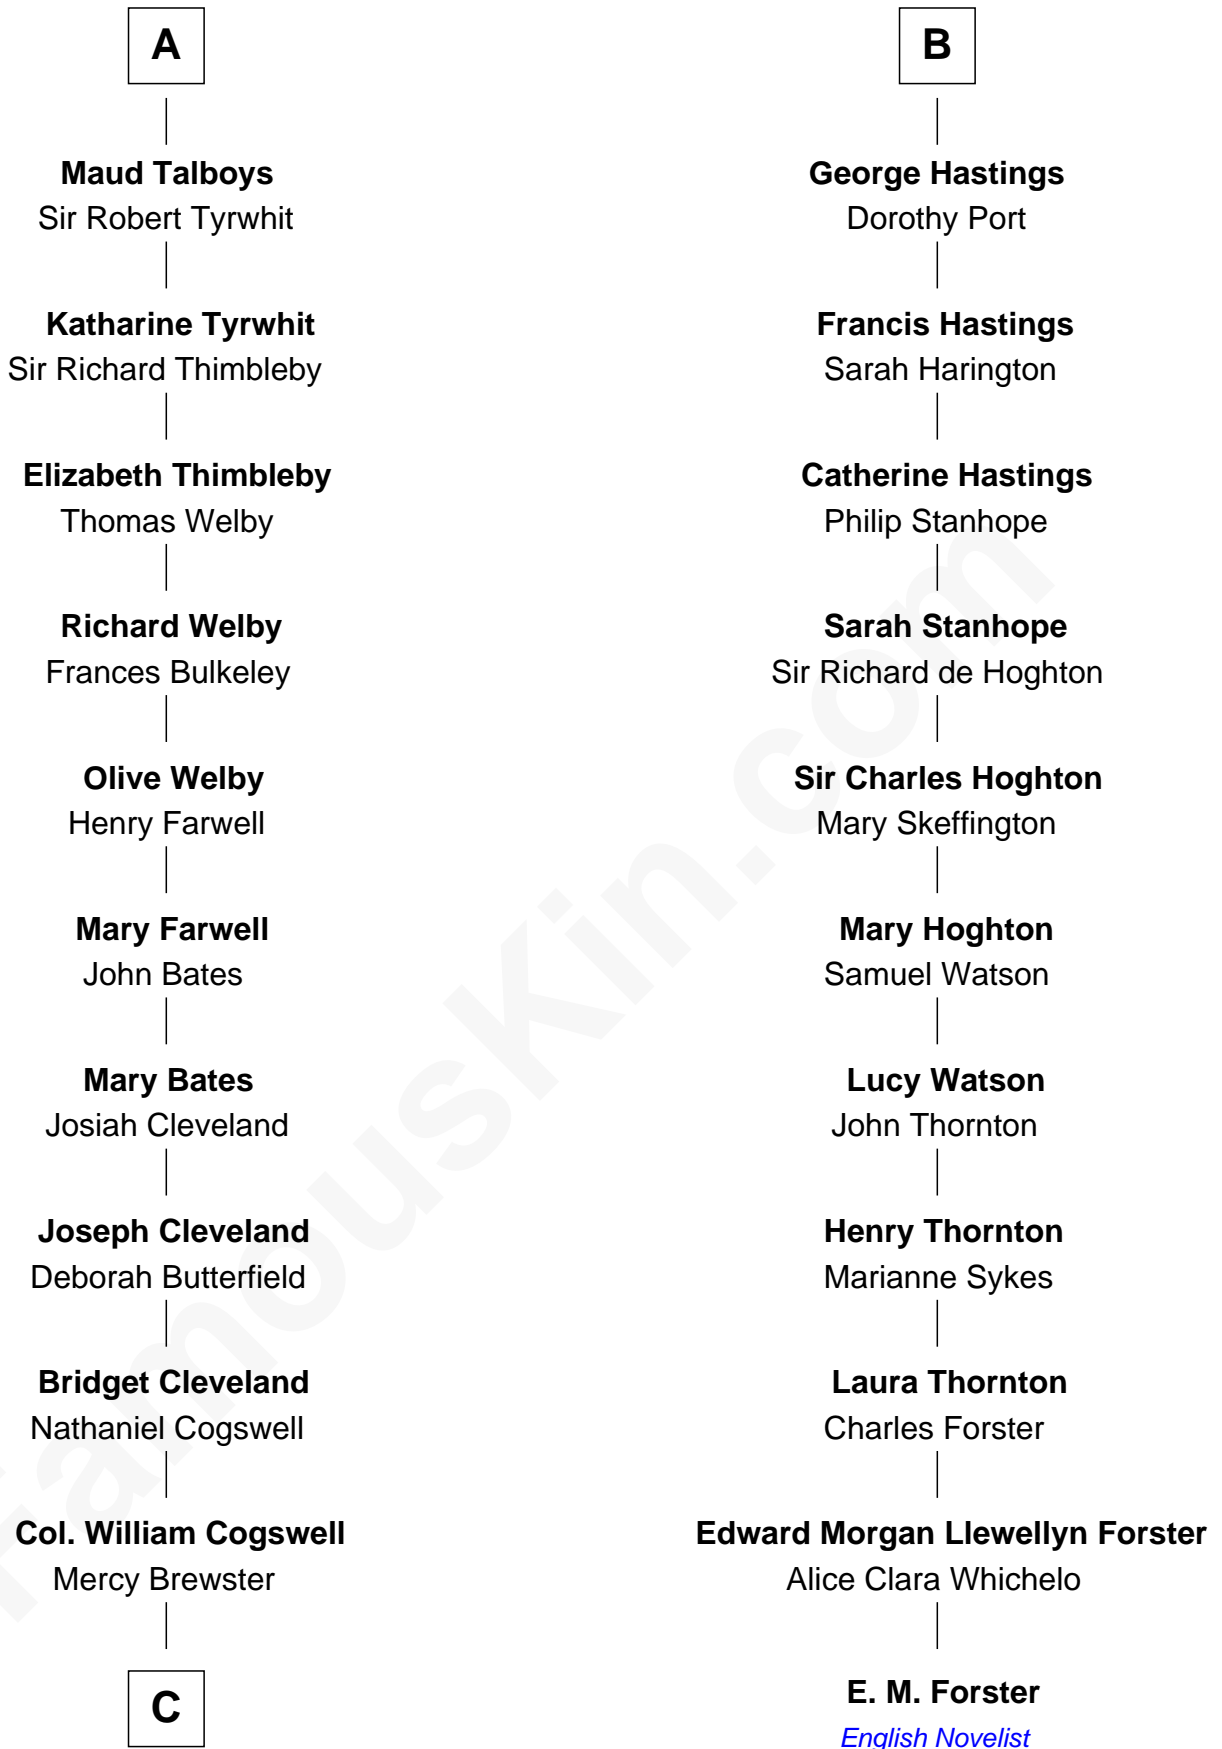 A
Maud Talboys
Sir Robert Tyrwhit
Katharine Tyrwhit
Sir Richard Thimbleby
Elizabeth Thimbleby
Thomas Welby
Richard Welby
Frances Bulkeley
Olive Welby
Henry Farwell
Mary Farwell
John Bates
Mary Bates
Josiah Cleveland
Joseph Cleveland
Deborah Butterfield
Bridget Cleveland
Nathaniel Cogswell
Col. William Cogswell
Mercy Brewster
C
B
George Hastings
Dorothy Port
Francis Hastings
Sarah Harington
Catherine Hastings
Philip Stanhope
Sarah Stanhope
Sir Richard de Hoghton
Sir Charles Hoghton
Mary Skeffington
Mary Hoghton
Samuel Watson
Lucy Watson
John Thornton
Henry Thornton
Marianne Sykes
Laura Thornton
Charles Forster
Edward Morgan Llewellyn Forster
Alice Clara Whichelo
E. M. Forster
English Novelist
FamousKin.com